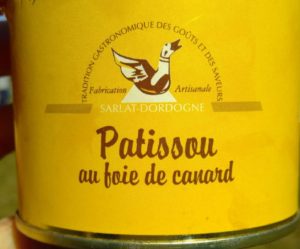 TRADITION GASTRONOMIQUE DES GOÛTS ET DES SAVEURS
Fabrication Artisanale
SARLAT-DORDOGNE
Patissou
au foie de canard